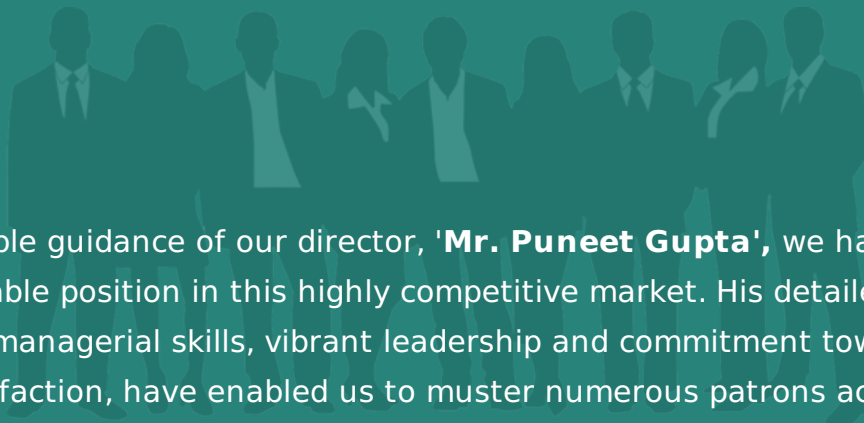 ble guidance of our director, 'Mr. Puneet Gupta', we ha
able position in this highly competitive market. His detaile
managerial skills, vibrant leadership and commitment tow
faction, have enabled us to muster numerous patrons ac